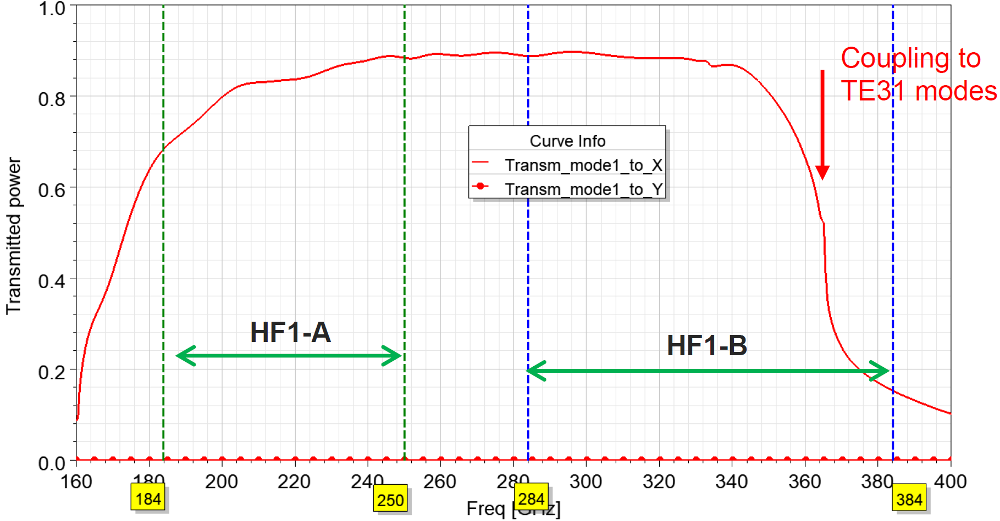 1.0
0.8
0.6
0.4
0.2
0.0
Transmitted power
Coupling to
TE31 modes
Curve Info
Transm_mode1_to_X
Transm_mode1_to_Y
HF1-A
HF1-B
160 180 200 220 240 260 280 300 320 340 360 380 400
184 250 284 384
Freq [GHz]